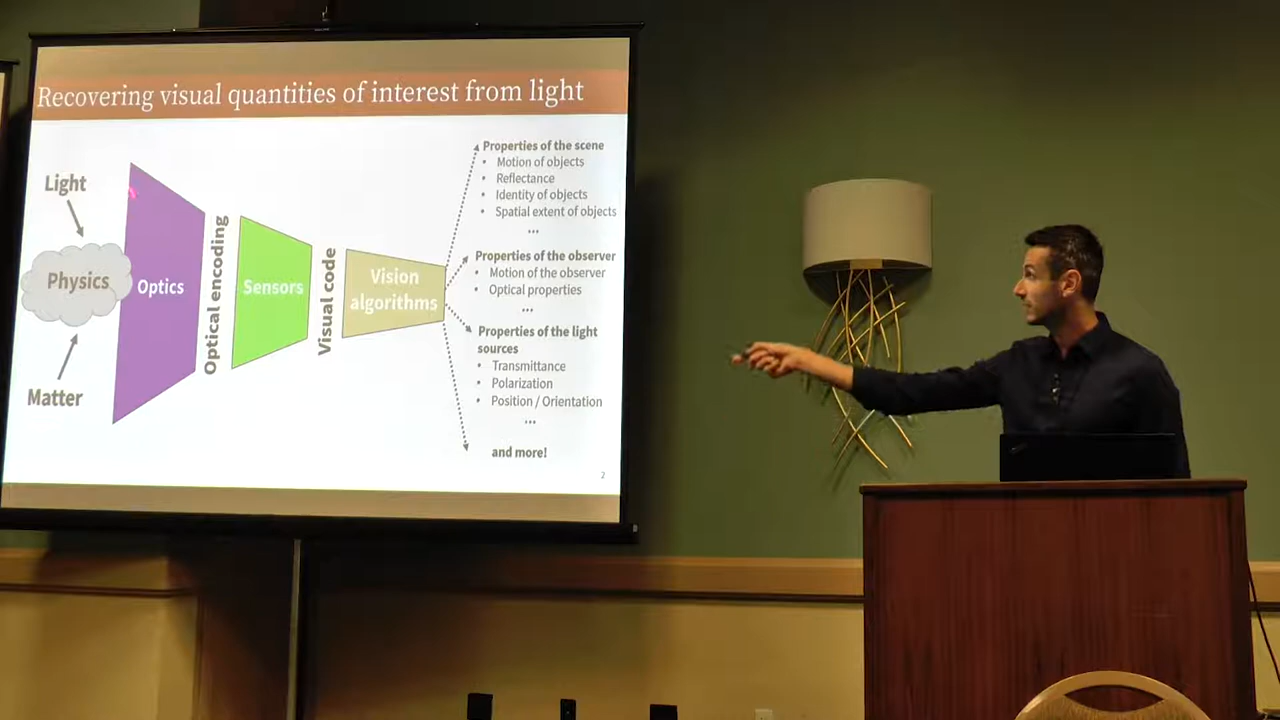 Recovering visual quantities of interest from light
Light
Physics
Matter
Optics
Optical encoding
Sensors
Visual code
Vision
algorithms
Properties of the scene
• Motion of objects
• Reflectance
• Identity of objects
• Spatial extent of objects
...
Properties of the observer
• Motion of the observer
• Optical properties
...
Properties of the light
sources
• Transmittance
• Polarization
• Position / Orientation
...
and more!
2